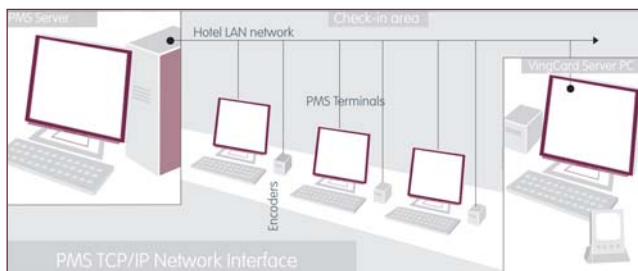 PMS Server
Check-in area
Hotel LAN network
VingCard Server PC
PMS Terminals
Encoders
PMS TCP/IP Network Interface